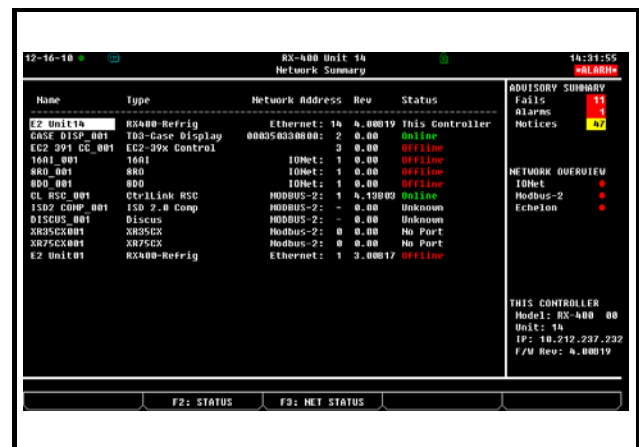 12-16-10 RX-400 Unit 14 14:31:55
Network Summary *ALARM*
Name Type Network Address Rev Status
E2 Unit14 RX400-Refrig Ethernet: 14 4.00B19 This Controller
CASE DISP_001 TD3-Case Display 000350330800: 2 0.00 Online
EC2 391 CC_001 EC2-39x Control 3 0.00 Offline
16AI_001 16AI IONet: 1 0.00 Offline
8RO_001 8RO IONet: 1 0.00 Offline
8DO_001 8DO IONet: 1 0.00 Offline
CL RSC_001 CtrlLink RSC MODBUS-2: 1 4.13B03 Online
ISD2 COMP_001 ISD 2.0 Comp MODBUS-2: - 0.00 Unknown
DISCUS_001 Discus MODBUS-2: - 0.00 Unknown
XR35CX001 XR35CX Modbus-2: 0 0.00 No Port
XR75CX001 XR75CX Modbus-2: 0 0.00 No Port
E2 Unit01 RX400-Refrig Ethernet: 1 3.00B17 Offline
ADVISORY SUMMARY
Fails 11
Alarms 1
Notices 47
NETWORK OVERVIEW
IONet
Modbus-2
Echelon
THIS CONTROLLER
Model: RX-400 00
Unit: 14
IP: 10.212.237.232
F/W Rev: 4.00B19
F2: STATUS F3: NET STATUS